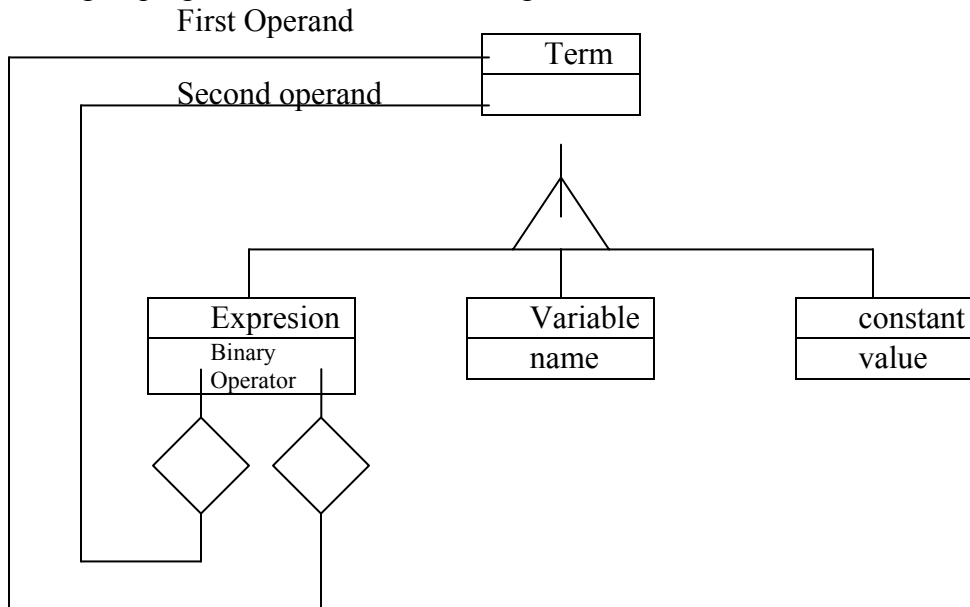 First Operand
Term
Second operand
Expresion
Binary
Operator
Variable
name
constant
value